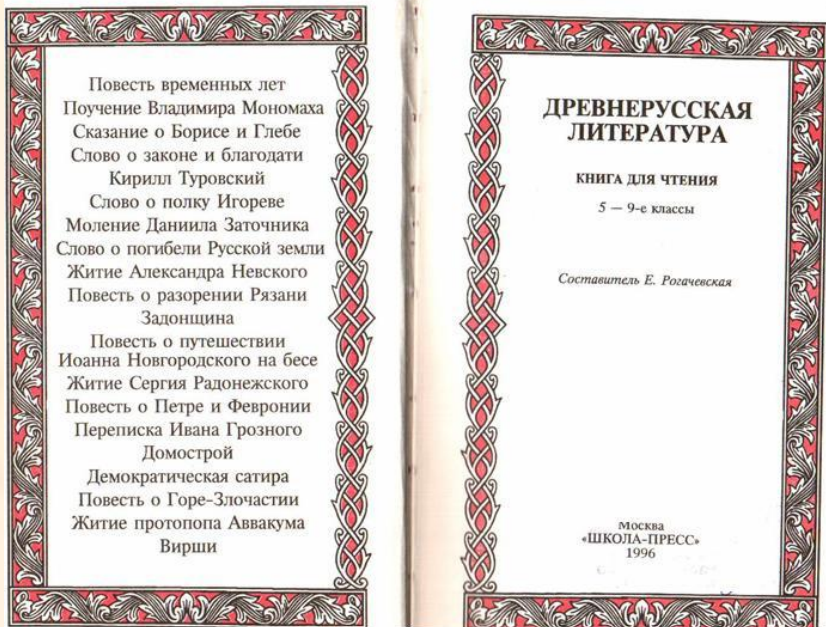 Повесть временных лет
Поучение Владимира Мономаха
Сказание о Борисе и Глебе
Слово о законе и благодати
Кирилл Туровский
Слово о полку Игореве
Моление Даниила Заточника
Слово о погибели Русской земли
Житие Александра Невского
Повесть о разорении Рязани
Задонщина
Повесть о путешествии
Иоанна Новгородского на бесе
Житие Сергия Радонежского
Повесть о Петре и Февронии
Переписка Ивана Грозного
Домострой
Демократическая сатира
Повесть о Горе-Злочастии
Житие протопопа Аввакума
Вирши
ДРЕВНЕРУССКАЯ
ЛИТЕРАТУРА
КНИГА ДЛЯ ЧТЕНИЯ
5 — 9-е классы
Составитель Е. Рогачевская
Москва
«ШКОЛА-ПРЕСС»
1996